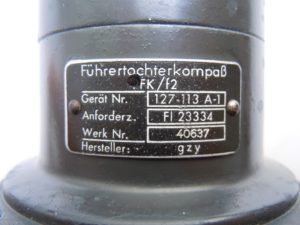 Führertochterkompaß
FK/f2
Gerät Nr. 127-113 A-1
Anforderz. Fl 23334
Werk Nr. 40637
Hersteller: gzy